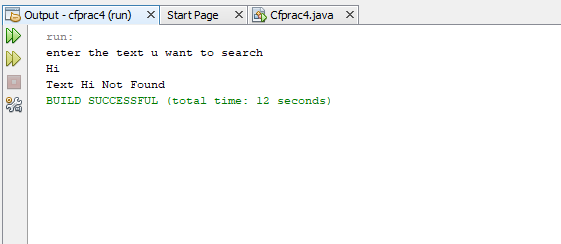 Output - cfprac4 (run) Start Page Cfprac4.java
run:
enter the text u want to search
Hi
Text Hi Not Found
BUILD SUCCESSFUL (total time: 12 seconds)